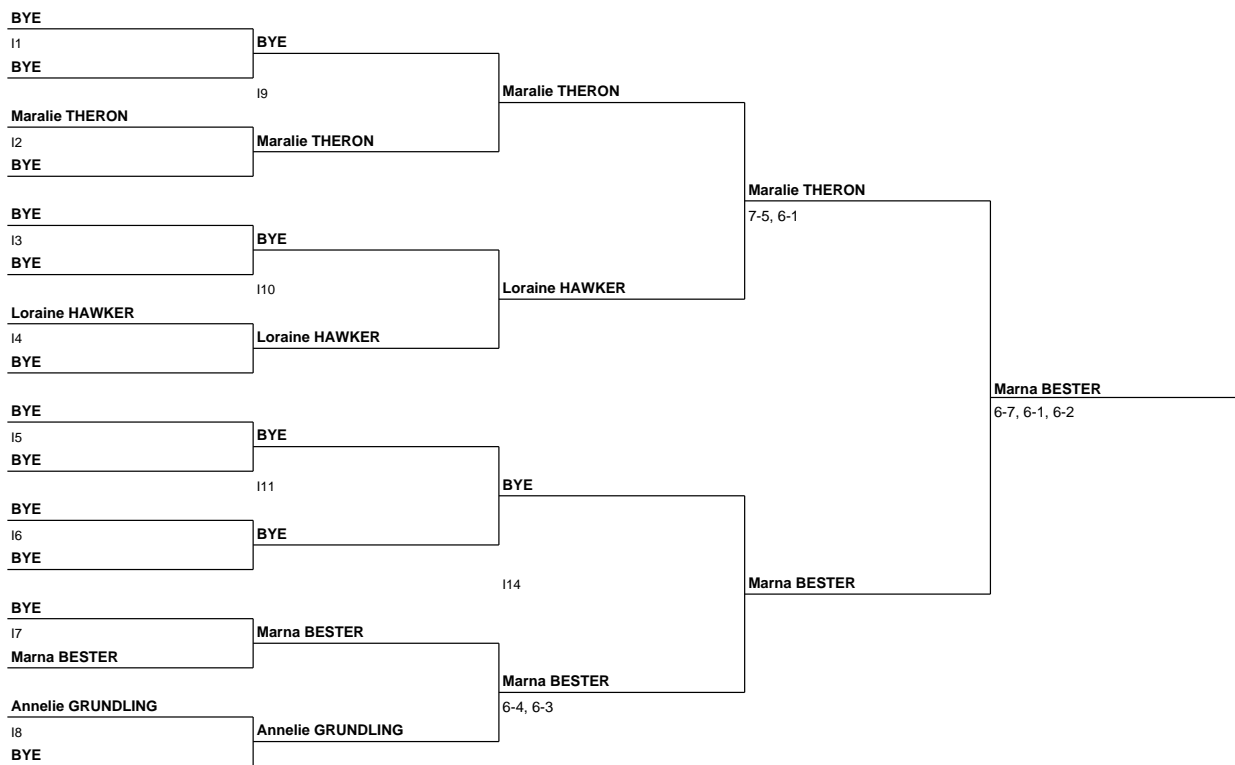 BYE
I1
BYE
BYE
I9
Maralie THERON
Maralie THERON
I2
Maralie THERON
BYE
Maralie THERON
7-5, 6-1
BYE
I3
BYE
BYE
I10
Loraine HAWKER
Loraine HAWKER
I4
Loraine HAWKER
BYE
Marna BESTER
6-7, 6-1, 6-2
BYE
I5
BYE
BYE
I11
BYE
BYE
I6
BYE
BYE
I14
Marna BESTER
BYE
I7
Marna BESTER
Marna BESTER
Marna BESTER
6-4, 6-3
Annelie GRUNDLING
I8
Annelie GRUNDLING
BYE